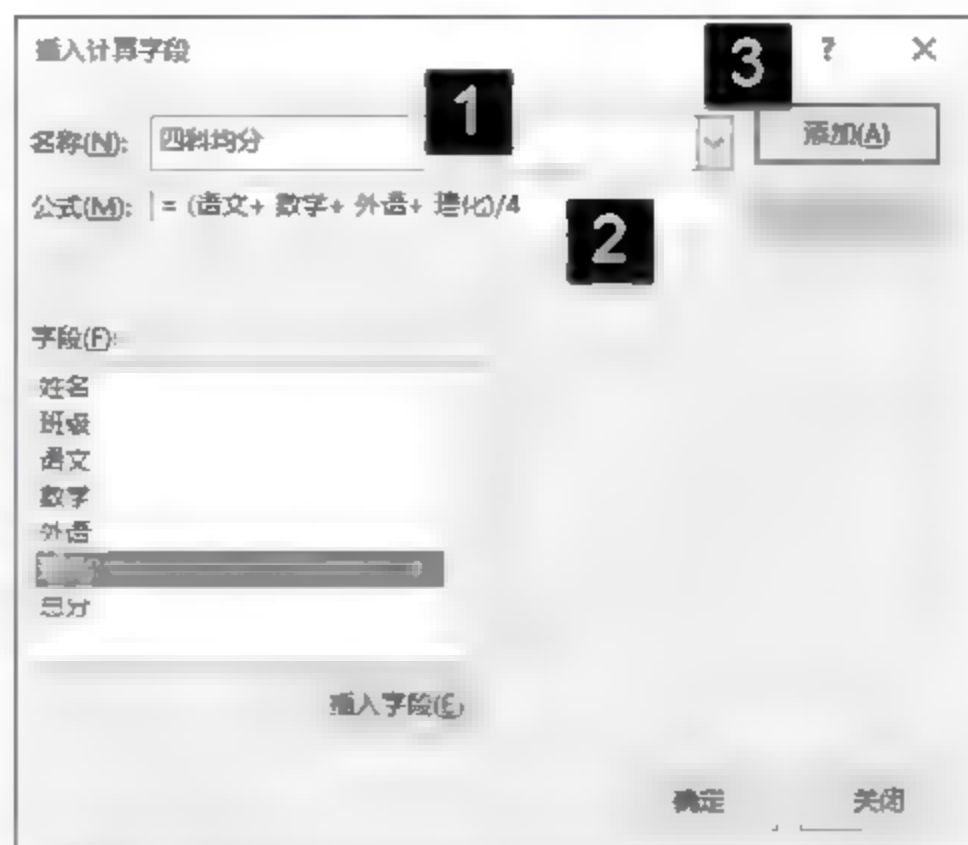 插入计算字段 3 ? ×
名称(N): 四科均分 1 添加(A)
公式(M): = (语文+ 数学+ 外语+ 理化)/4 2
字段(F):
姓名
班级
语文
数学
外语
总分
插入字段(E)
确定 关闭